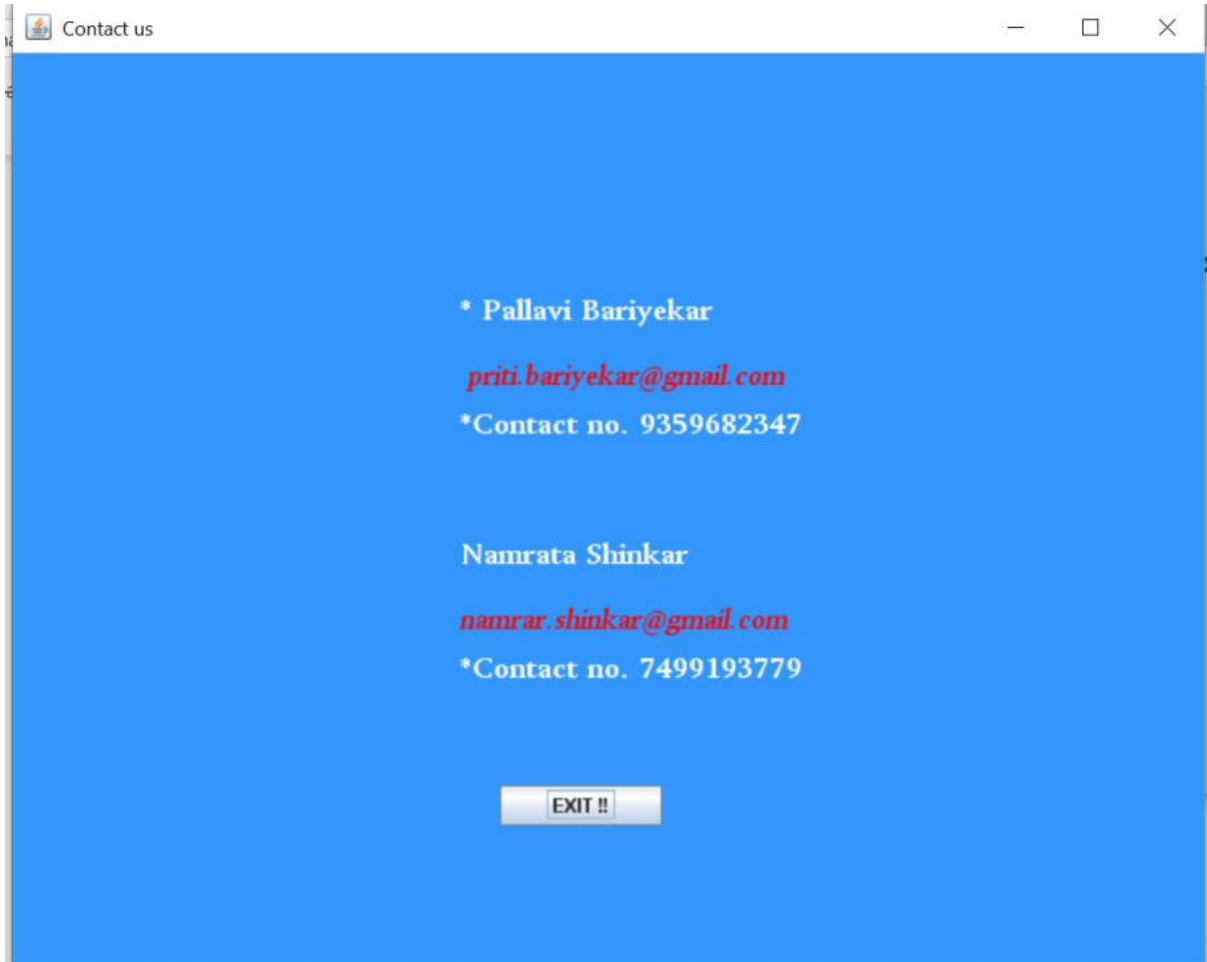 Contact us
* Pallavi Bariyekar
priti.bariyekar@gmail.com
*Contact no. 9359682347
Namrata Shinkar
namrar.shinkar@gmail.com
*Contact no. 7499193779
EXIT !!